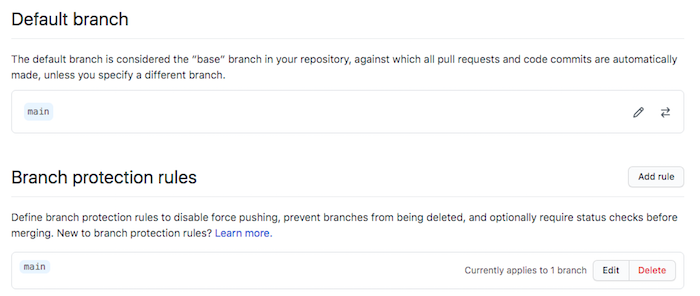 Default branch
The default branch is considered the “base” branch in your repository, against which all pull requests and code commits are automatically
made, unless you specify a different branch.
main
Branch protection rules
Add rule
Define branch protection rules to disable force pushing, prevent branches from being deleted, and optionally require status checks before
merging. New to branch protection rules? Learn more.
main
Currently applies to 1 branch
Edit
Delete